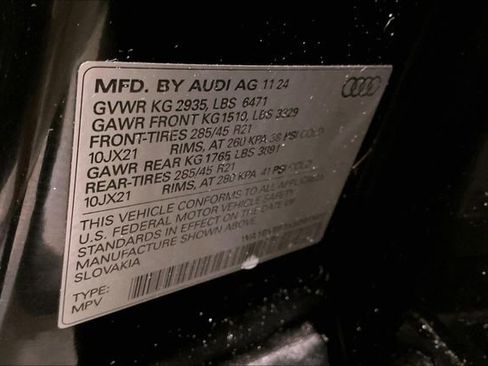 MFD. BY AUDI AG 11 24
GVWR KG 2935, LBS 6471
GAWR FRONT KG 1510, LBS 3329
FRONT-TIRES 285/45 R21
10JX21 RIMS, AT 260 KPA 38 PSI COLD
GAWR REAR KG 1765, LBS 3891
REAR-TIRES 285/45 R21
10JX21 RIMS, AT 280 KPA 41 PSI COLD
THIS VEHICLE CONFORMS TO ALL APPLICABLE
U.S. FEDERAL MOTOR VEHICLE SAFETY
STANDARDS IN EFFECT ON THE DATE OF
MANUFACTURE SHOWN ABOVE.
SLOVAKIA
TYPE:
MPV